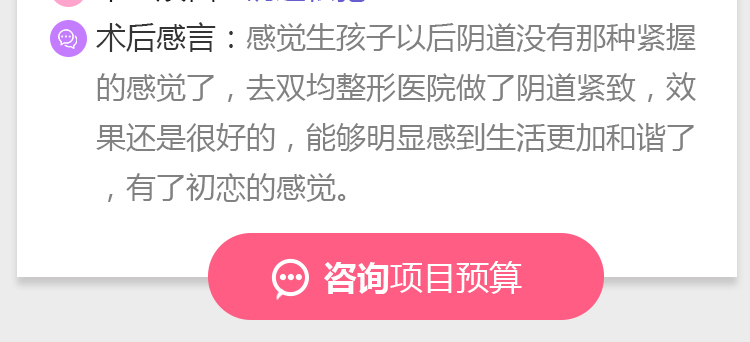 术后感言：感觉生孩子以后阴道没有那种紧握
的感觉了，去双均整形医院做了阴道紧致，效
果还是很好的，能够明显感到生活更加和谐了
，有了初恋的感觉。
咨询项目预算